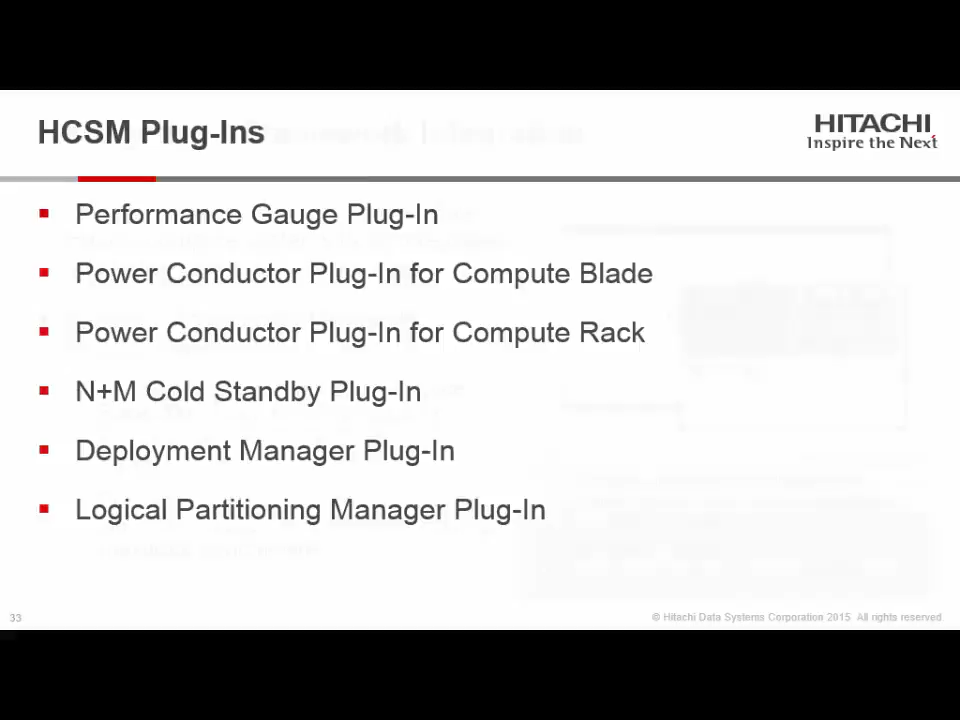 HCSM Plug-Ins
HITACHI
Inspire the Next
Performance Gauge Plug-In
Power Conductor Plug-In for Compute Blade
Power Conductor Plug-In for Compute Rack
N+M Cold Standby Plug-In
Deployment Manager Plug-In
Logical Partitioning Manager Plug-In
33
© Hitachi Data Systems Corporation 2015 All rights reserved